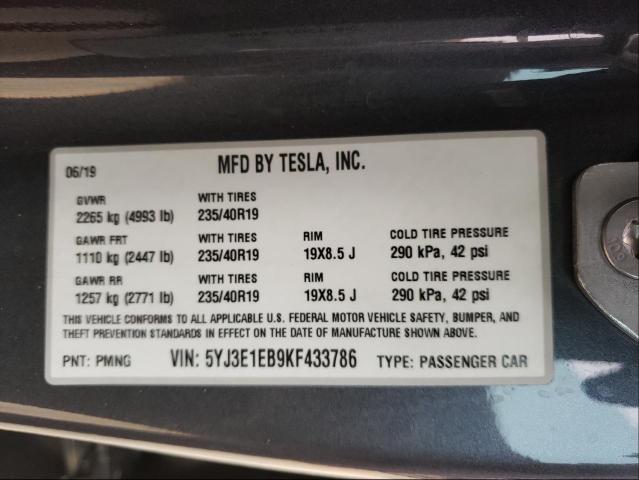 06/19 MFD BY TESLA, INC.
GVWR WITH TIRES
2265 kg (4993 lb) 235/40R19
GAWR FRT WITH TIRES RIM COLD TIRE PRESSURE
1110 kg (2447 lb) 235/40R19 19X8.5 J 290 kPa, 42 psi
GAWR RR WITH TIRES RIM COLD TIRE PRESSURE
1257 kg (2771 lb) 235/40R19 19X8.5 J 290 kPa, 42 psi
THIS VEHICLE CONFORMS TO ALL APPLICABLE U.S. FEDERAL MOTOR VEHICLE SAFETY, BUMPER, AND
THEFT PREVENTION STANDARDS IN EFFECT ON THE DATE OF MANUFACTURE SHOWN ABOVE.
PNT: PMNG VIN: 5YJ3E1EB9KF433786 TYPE: PASSENGER CAR